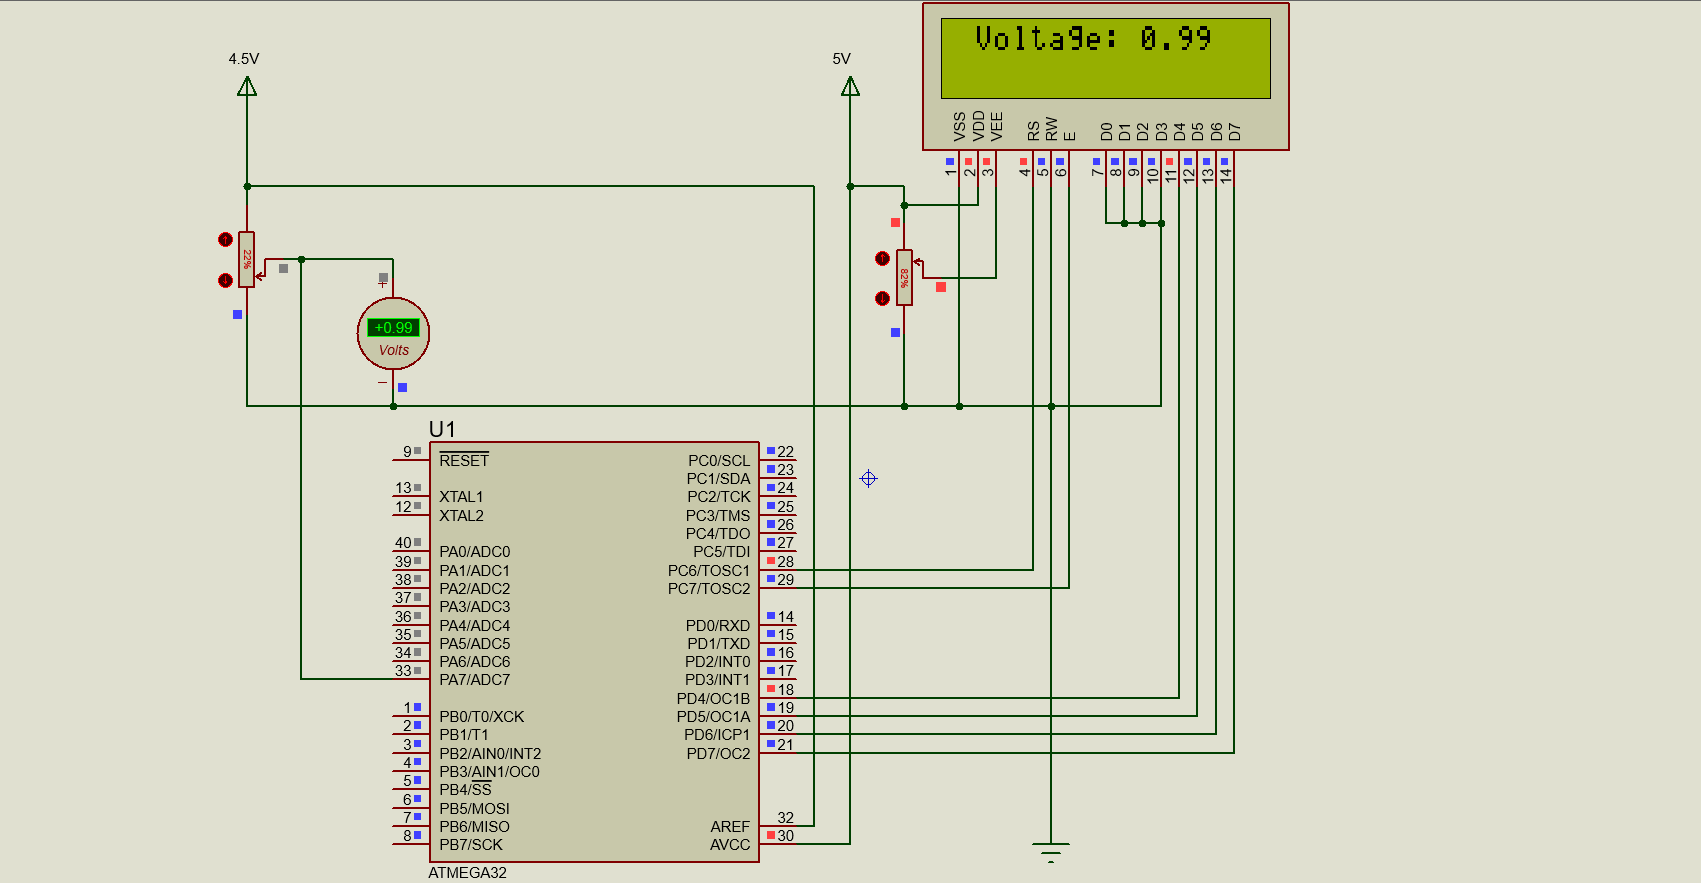 4.5V
5V
Voltage: 0.99
VSS
VDD
VEE
RS
RW
E
D0
D1
D2
D3
D4
D5
D6
D7
1
2
3
4
5
6
7
8
9
10
11
12
13
14
22%
82%
+
+0.99
Volts
−
U1
9 RESET
13 XTAL1
12 XTAL2
40 PA0/ADC0
39 PA1/ADC1
38 PA2/ADC2
37 PA3/ADC3
36 PA4/ADC4
35 PA5/ADC5
34 PA6/ADC6
33 PA7/ADC7
1 PB0/T0/XCK
2 PB1/T1
3 PB2/AIN0/INT2
4 PB3/AIN1/OC0
5 PB4/SS
6 PB5/MOSI
7 PB6/MISO
8 PB7/SCK
PC0/SCL 22
PC1/SDA 23
PC2/TCK 24
PC3/TMS 25
PC4/TDO 26
PC5/TDI 27
PC6/TOSC1 28
PC7/TOSC2 29
PD0/RXD 14
PD1/TXD 15
PD2/INT0 16
PD3/INT1 17
PD4/OC1B 18
PD5/OC1A 19
PD6/ICP1 20
PD7/OC2 21
AREF 32
AVCC 30
ATMEGA32